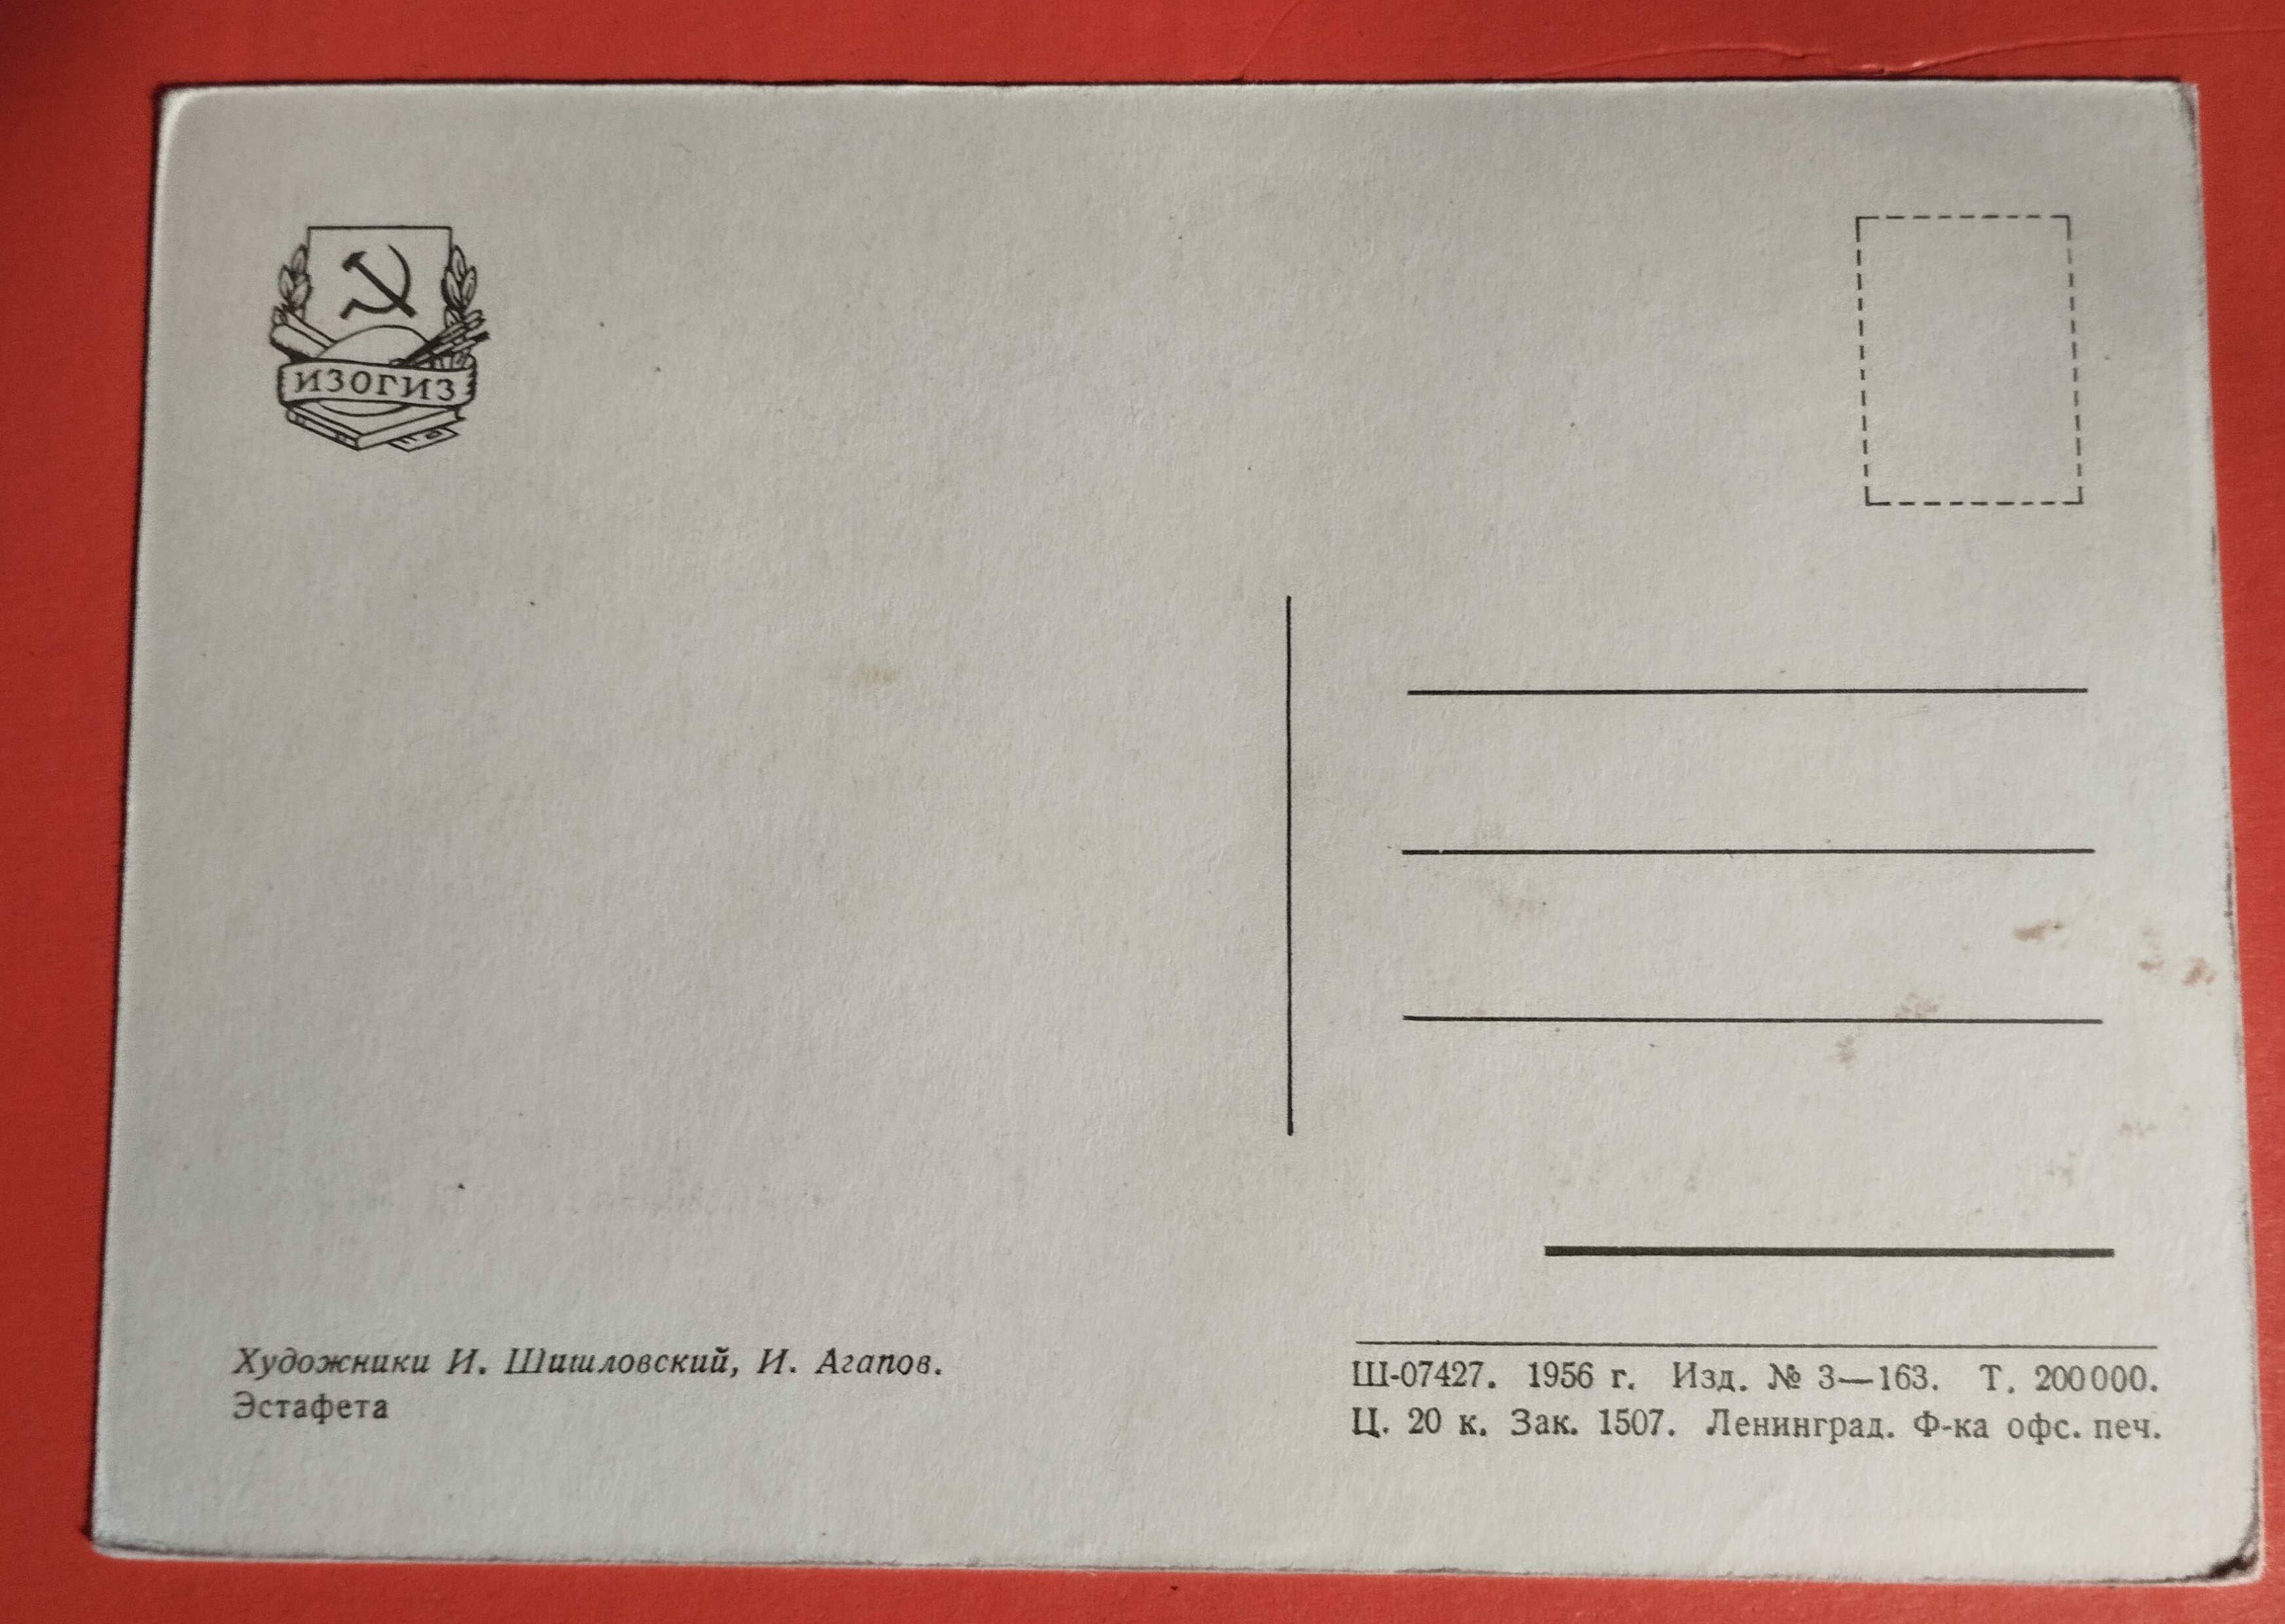 ИЗОГИЗ
Художники И. Шишловский, И. Агапов.
Эстафета
Ш-07427. 1956 г. Изд. № 3—163. Т. 200000.
Ц. 20 к. Зак. 1507. Ленинград. Ф-ка офс. печ.